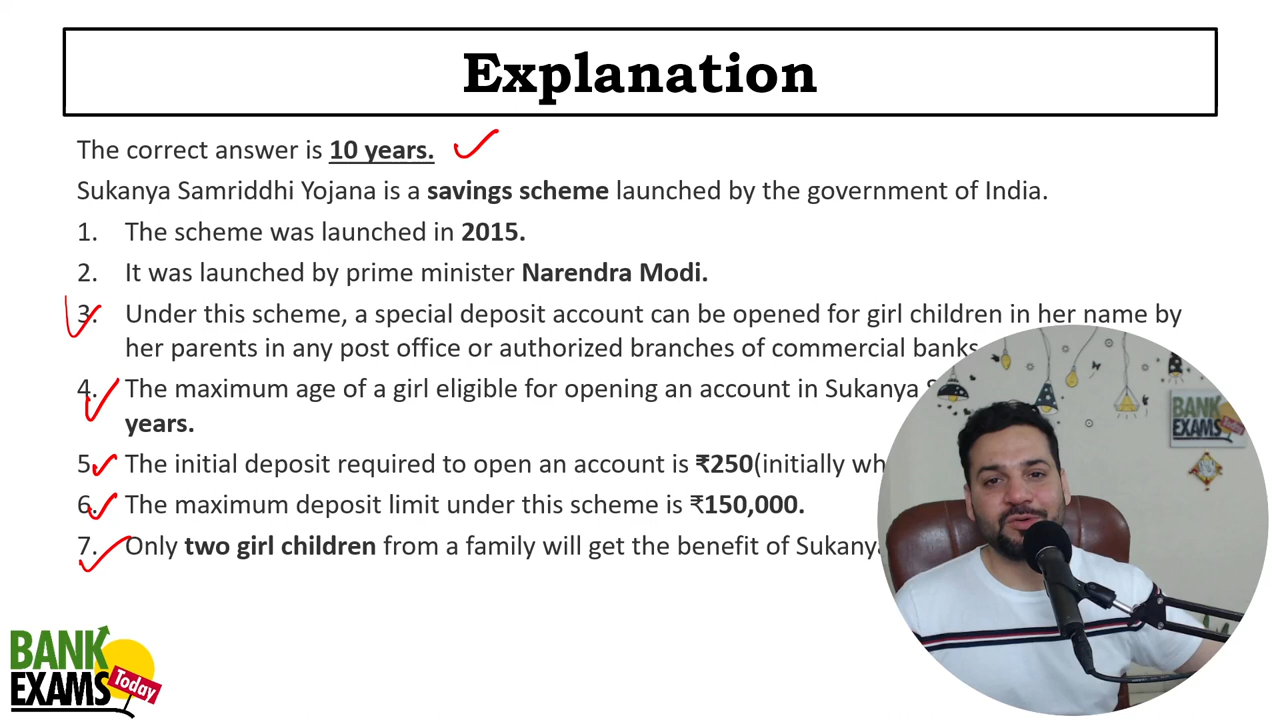 Explanation
The correct answer is 10 years.
Sukanya Samriddhi Yojana is a savings scheme launched by the government of India.
1. The scheme was launched in 2015.
2. It was launched by prime minister Narendra Modi.
3. Under this scheme, a special deposit account can be opened for girl children in her name by
her parents in any post office or authorized branches of commercial banks
4. The maximum age of a girl eligible for opening an account in Sukanya
years.
5. The initial deposit required to open an account is ₹250(initially
6. The maximum deposit limit under this scheme is ₹150,000.
7. Only two girl children from a family will get the benefit of Sukanya
BANK
EXAMS
Today
BANK
EXAMS
Today